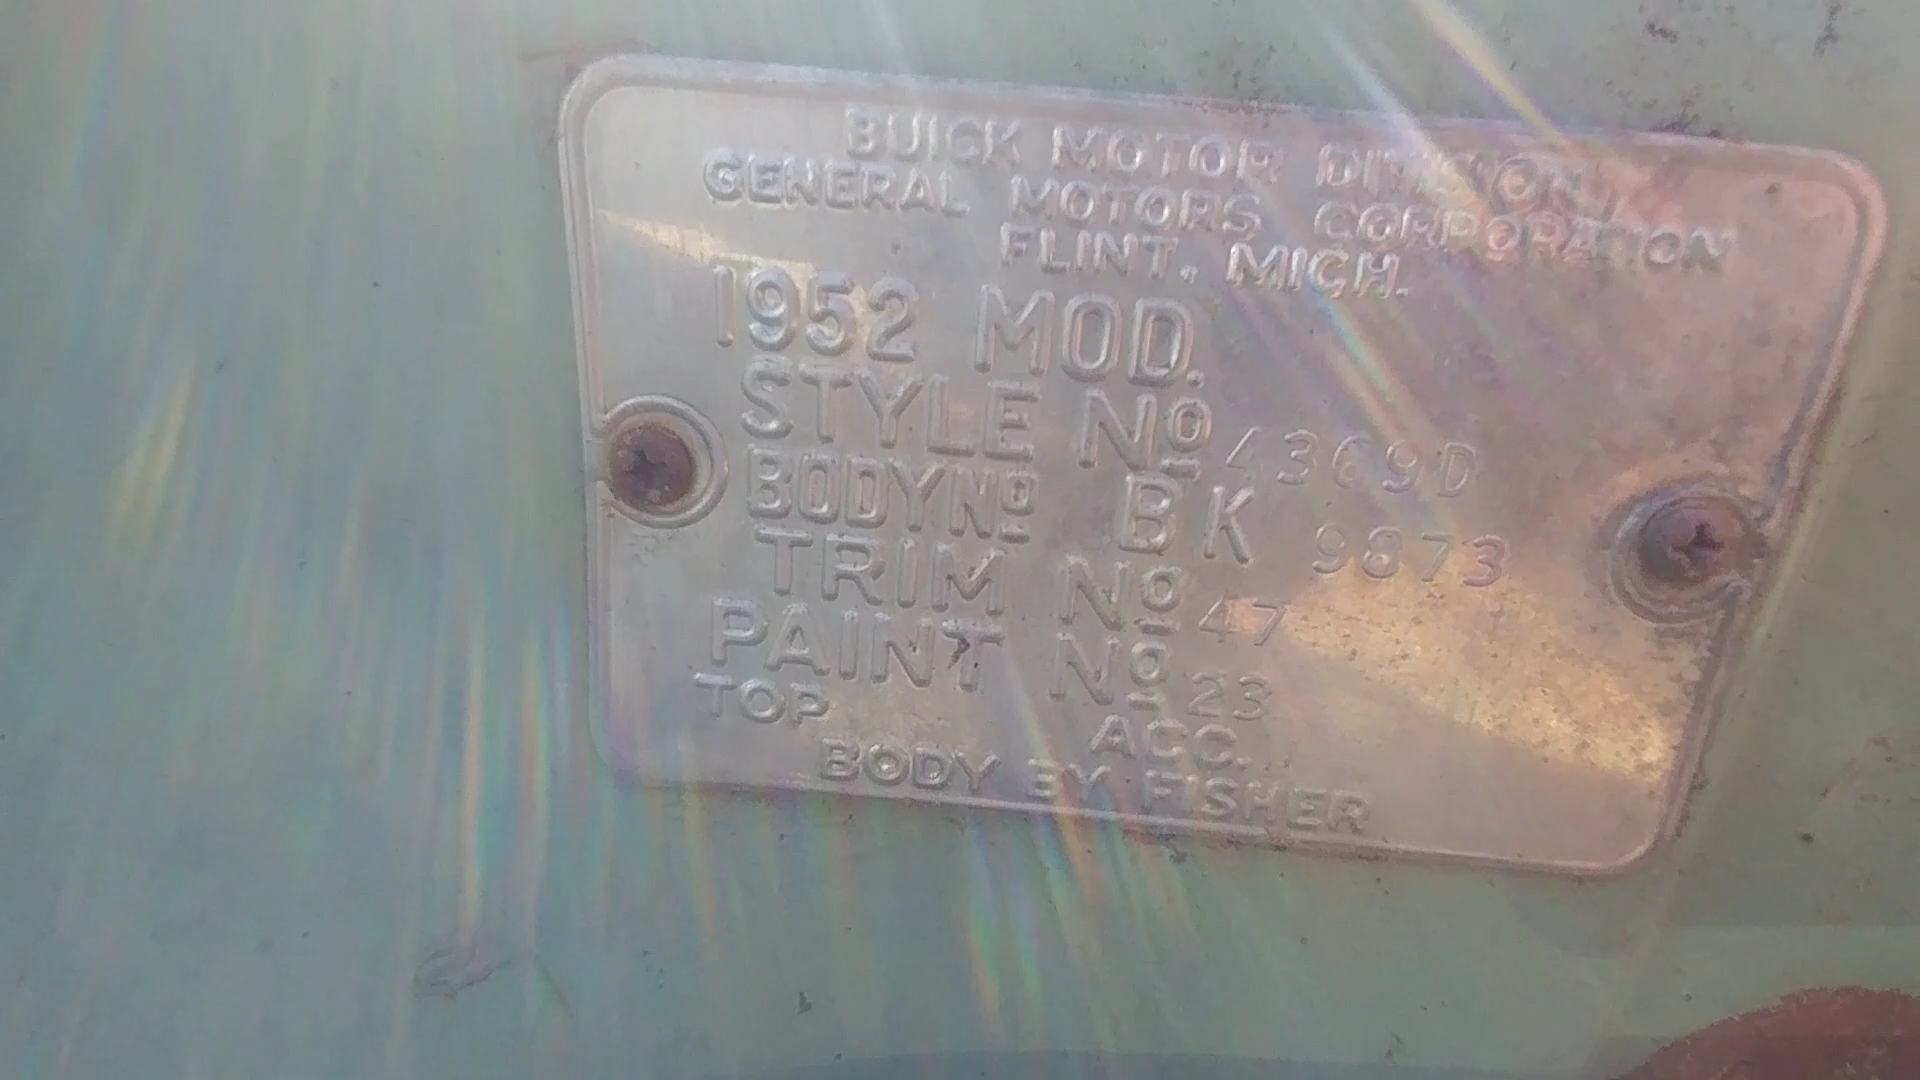 BUICK MOTOR DIVISION
GENERAL MOTORS CORPORATION
FLINT, MICH.
1952 MOD.
STYLE No 4369D
BODY No BK 9873
TRIM No 47
PAINT No 23
TOP ACC.
BODY BY FISHER